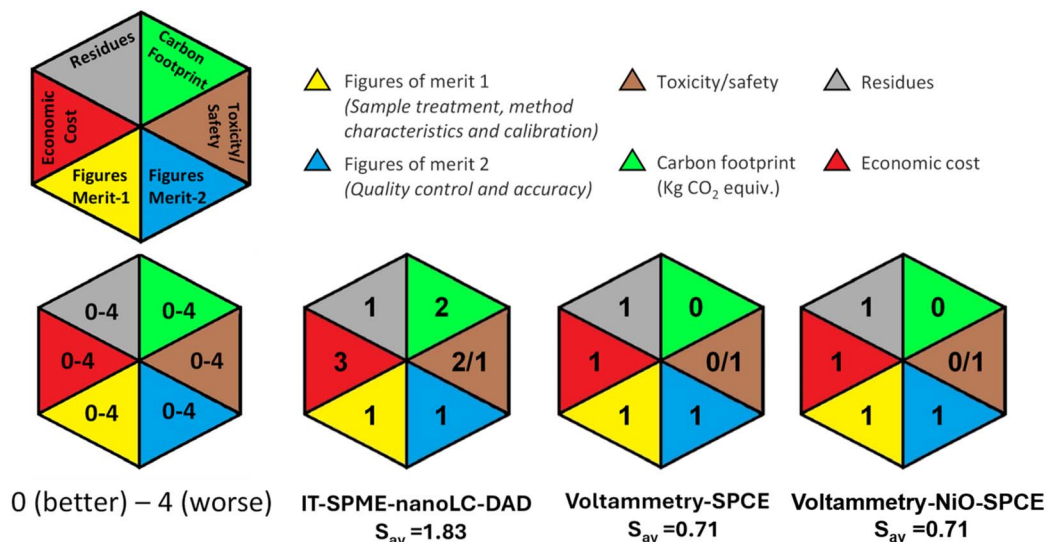 Residues
Carbon
Footprint
Economic
Cost
Toxicity/
Safety
Figures
Merit-1
Figures
Merit-2
Figures of merit 1
(Sample treatment, method
characteristics and calibration)
Toxicity/safety
Residues
Figures of merit 2
(Quality control and accuracy)
Carbon footprint
(Kg CO₂ equiv.)
Economic cost
0-4
0-4
0-4
0-4
0-4
0-4
0 (better) – 4 (worse)
1
2
3
2/1
1
1
IT-SPME-nanoLC-DAD
Sav =1.83
1
0
1
0/1
1
1
Voltammetry-SPCE
Sav =0.71
1
0
1
0/1
1
1
Voltammetry-NiO-SPCE
Sav =0.71